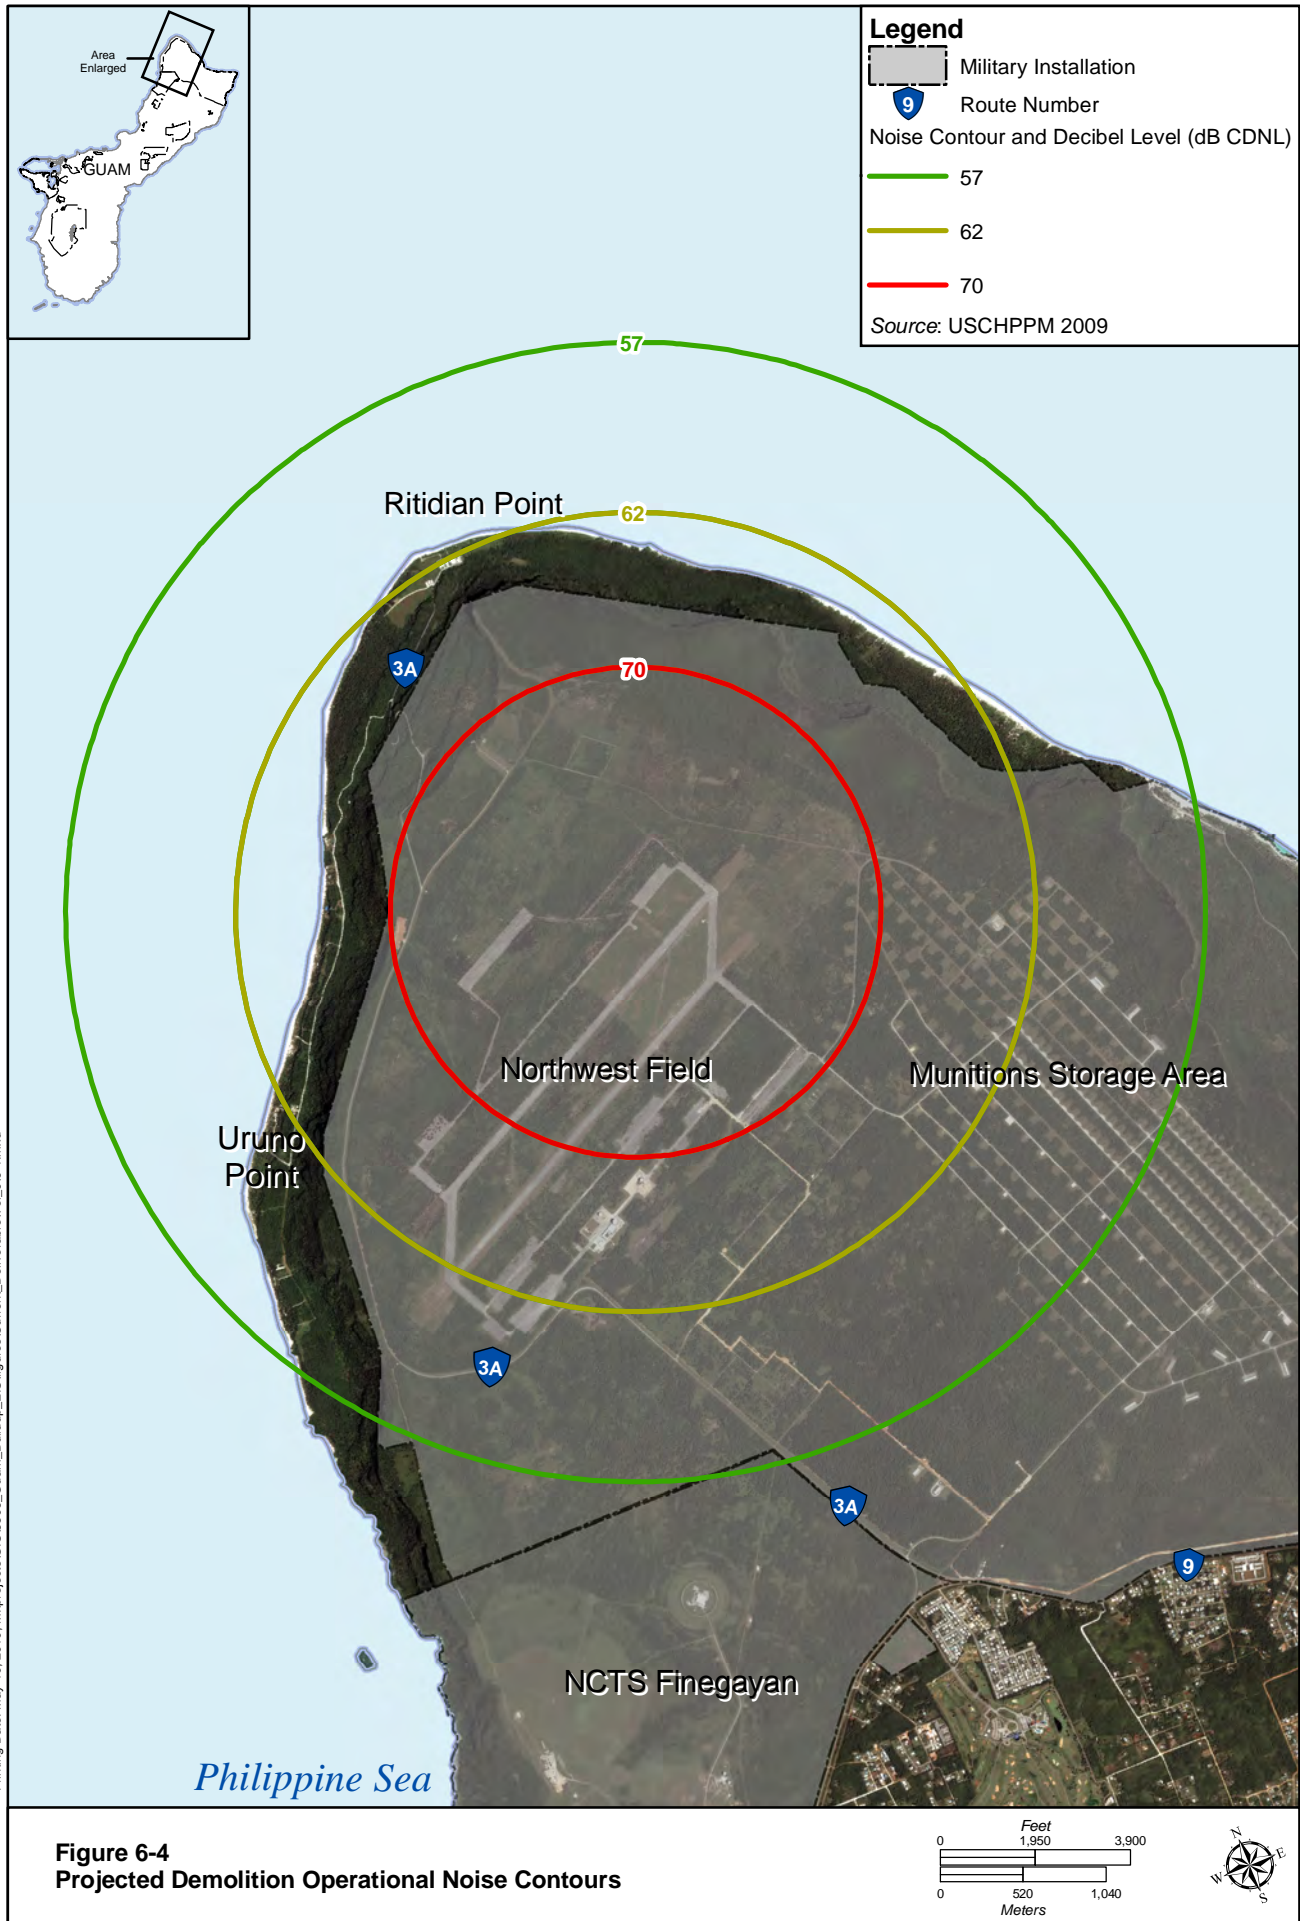 Area
Enlarged
GUAM
Legend
Military Installation
9 Route Number
Noise Contour and Decibel Level (dB CDNL)
57
62
70
Source: USCHPPM 2009
57
Ritidian Point
62
3A
70
Northwest Field
Munitions Storage Area
Uruno
Point
3A
3A
9
NCTS Finegayan
Philippine Sea
Figure 6-4
Projected Demolition Operational Noise Contours
Feet
0 1,950 3,900
0 520 1,040
Meters
N
E
W
S